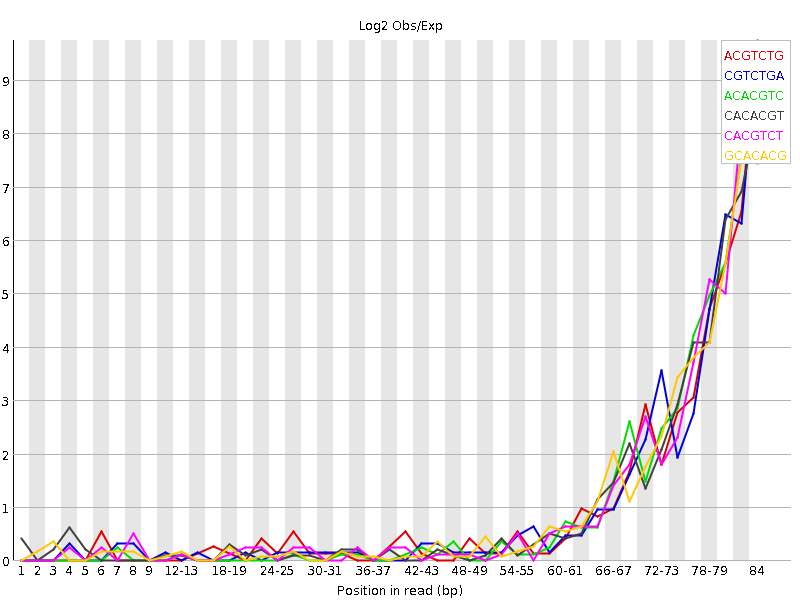 Log2 Obs/Exp
9
8
7
6
5
4
3
2
1
0
ACGTCTG
CGTCTGA
ACACGTC
CACACGT
CACGTCT
GCACACG
1 2 3 4 5 6 7 8 9 12-13 18-19 24-25 30-31 36-37 42-43 48-49 54-55 60-61 66-67 72-73 78-79 84
Position in read (bp)